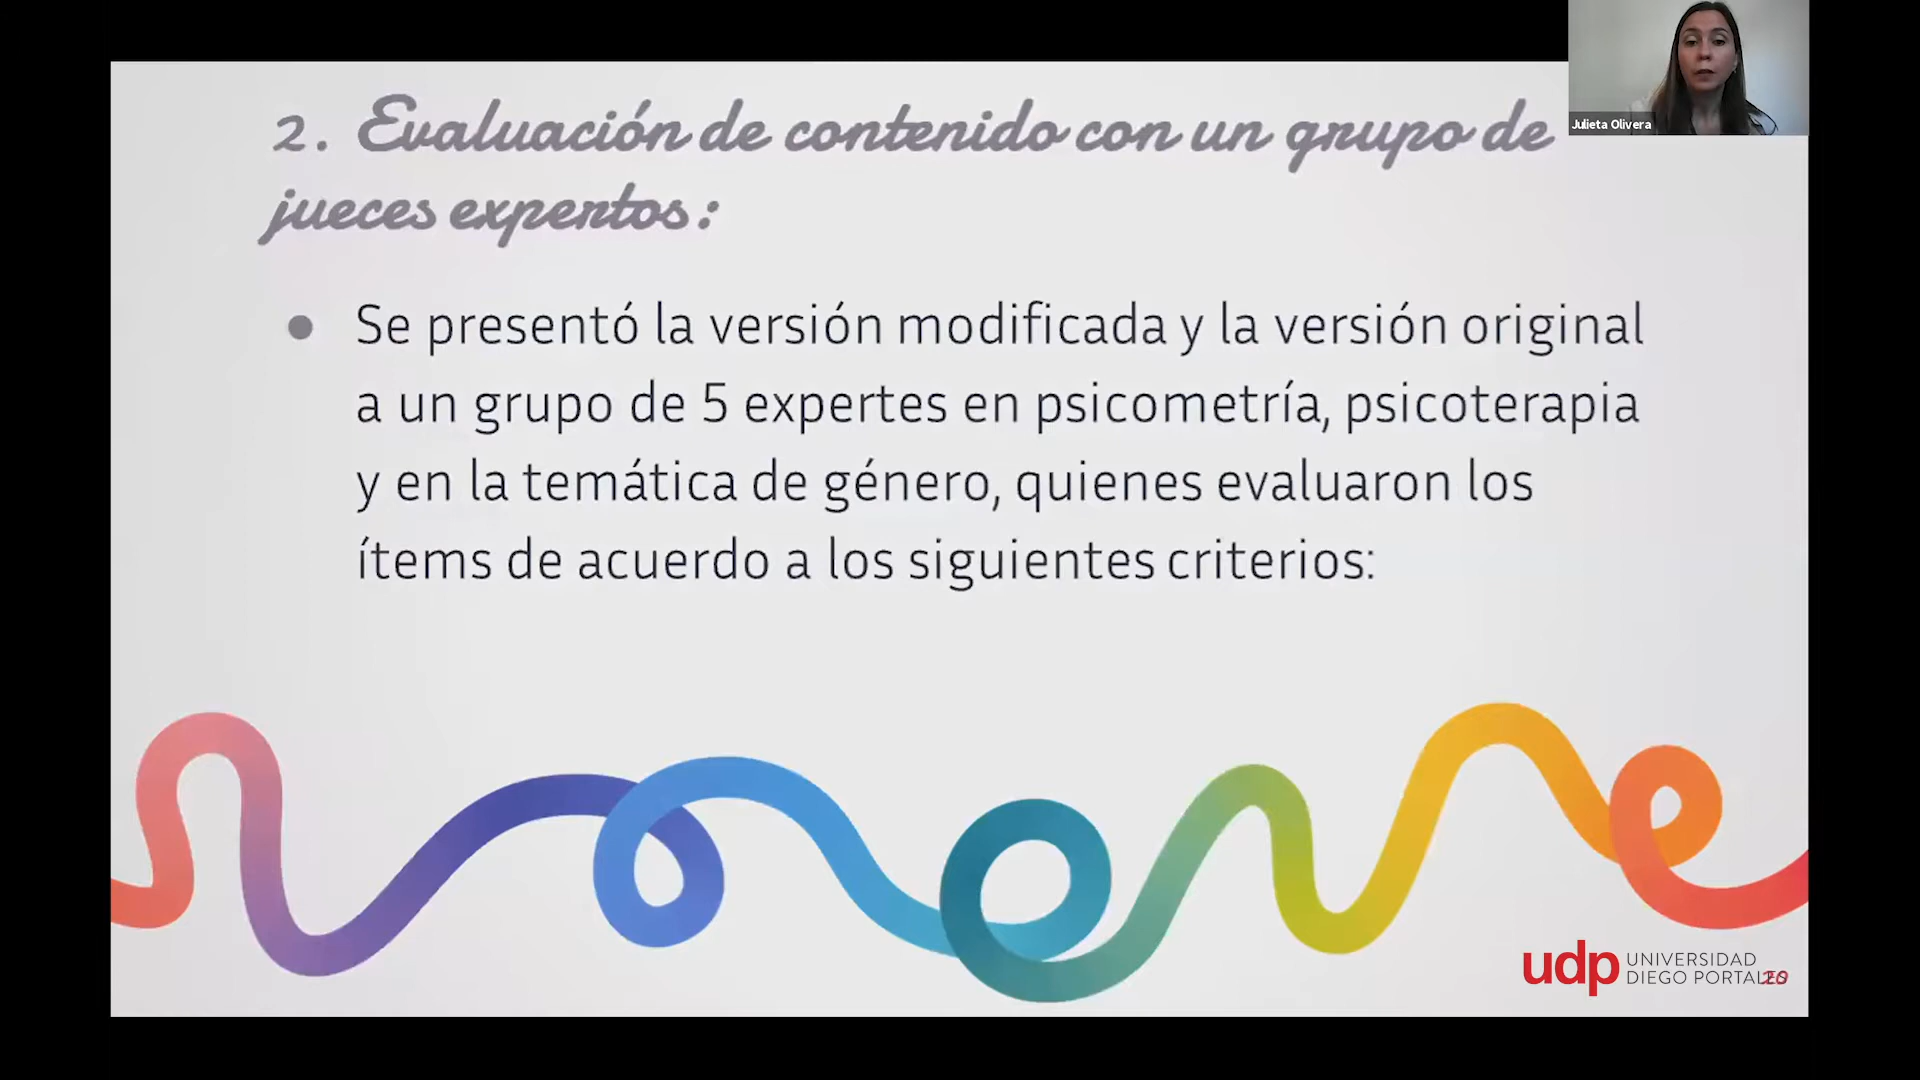 Julieta Olivera
2. Evaluación de contenido con un grupo de
jueces expertos:
● Se presentó la versión modificada y la versión original
a un grupo de 5 expertes en psicometría, psicoterapia
y en la temática de género, quienes evaluaron los
ítems de acuerdo a los siguientes criterios:
udp UNIVERSIDAD
DIEGO PORTALES
20